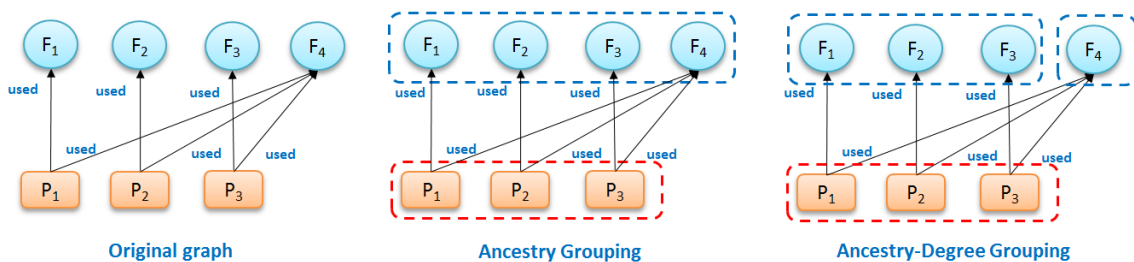 F1 F2 F3 F4
used used used
used used used
P1 P2 P3
Original graph
F1 F2 F3 F4
used used used
used used used
P1 P2 P3
Ancestry Grouping
F1 F2 F3 F4
used used used
used used used
P1 P2 P3
Ancestry-Degree Grouping